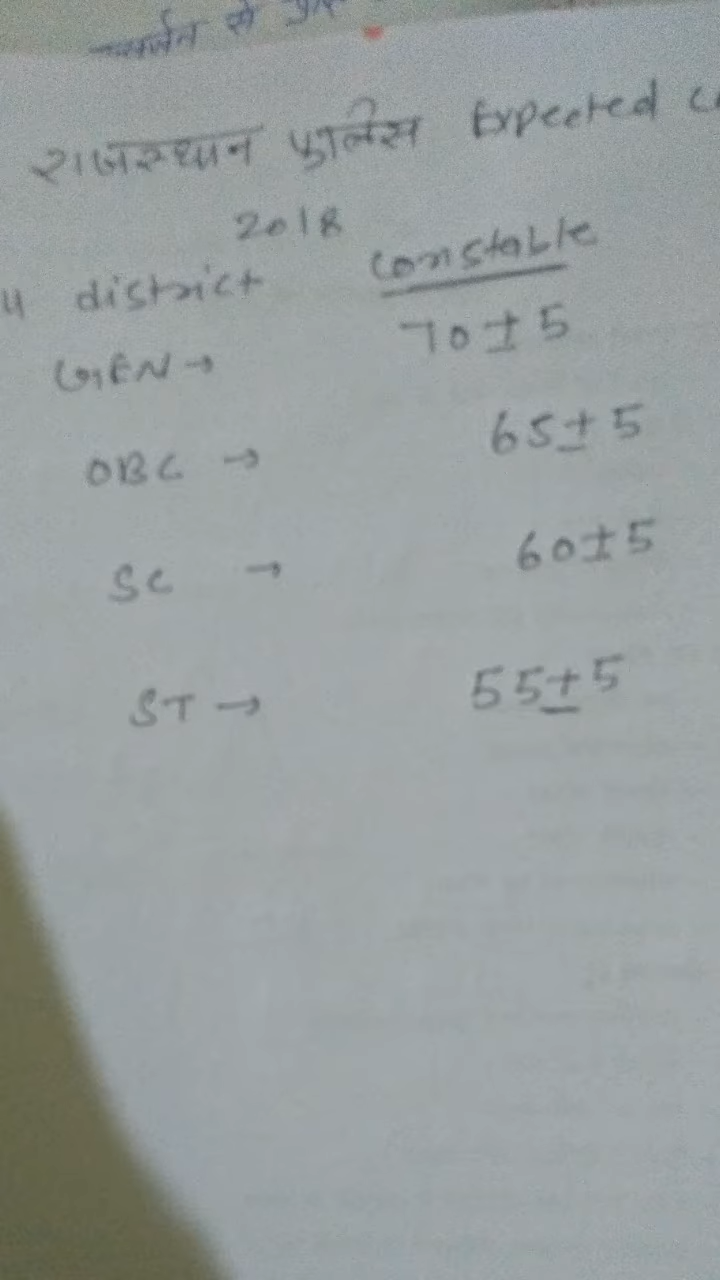 से
राजस्थान पुलिस Expected
2018
district constable
GEN → 70±5
OBC → 65±5
SC → 60±5
ST → 55±5